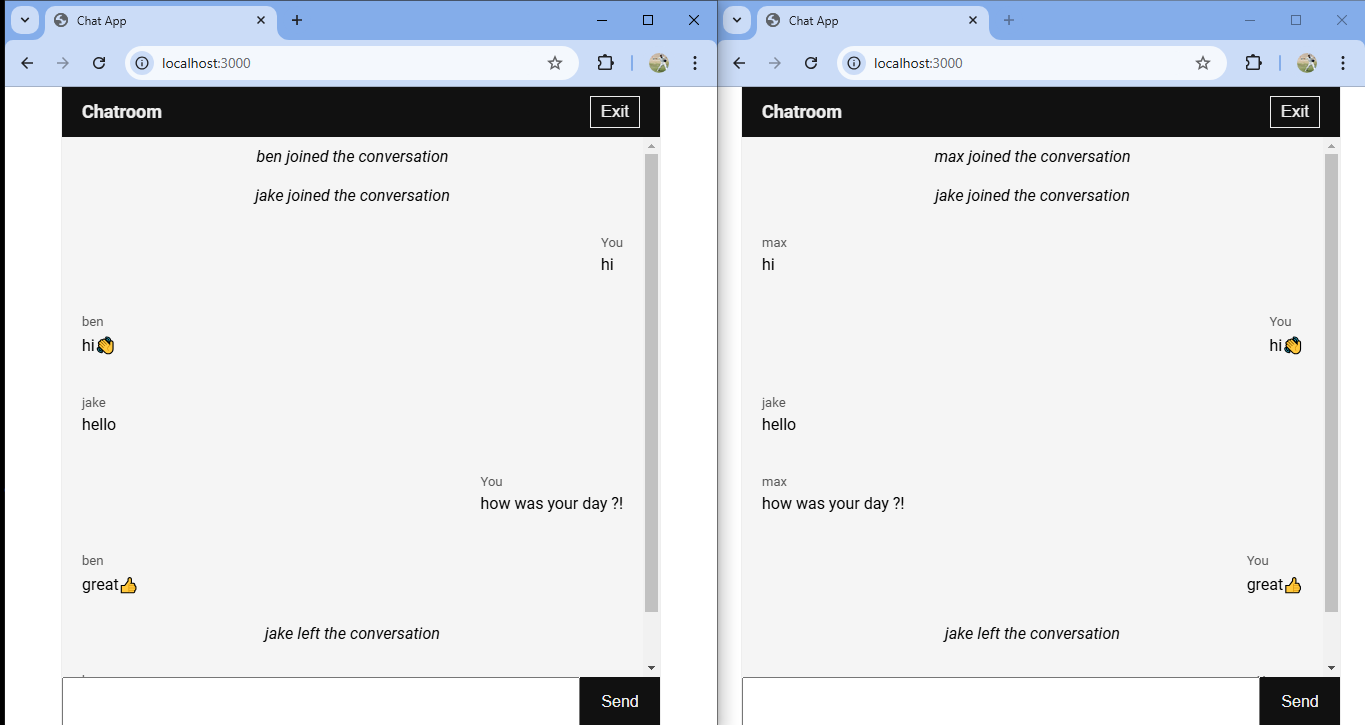 Chat App
localhost:3000
Chatroom
Exit
ben joined the conversation
jake joined the conversation
You
hi
ben
hi👏
jake
hello
You
how was your day ?!
ben
great👍
jake left the conversation
Send
Chat App
localhost:3000
Chatroom
Exit
max joined the conversation
jake joined the conversation
max
hi
You
hi👏
jake
hello
max
how was your day ?!
You
great👍
jake left the conversation
Send